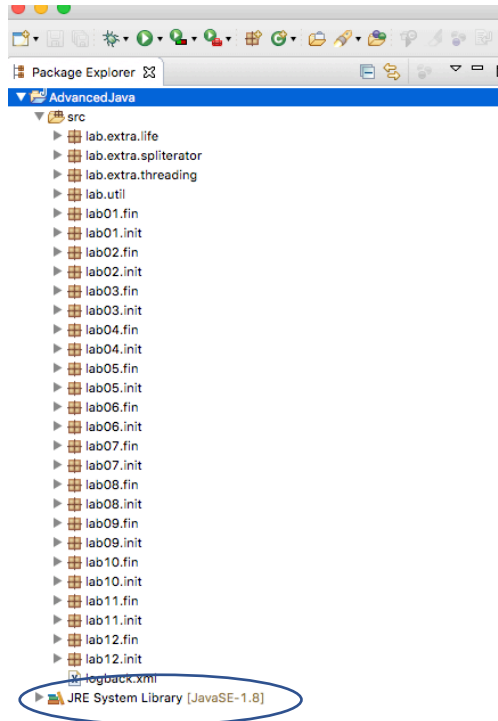 Package Explorer
AdvancedJava
src
lab.extra.life
lab.extra.spliterator
lab.extra.threading
lab.util
lab01.fin
lab01.init
lab02.fin
lab02.init
lab03.fin
lab03.init
lab04.fin
lab04.init
lab05.fin
lab05.init
lab06.fin
lab06.init
lab07.fin
lab07.init
lab08.fin
lab08.init
lab09.fin
lab09.init
lab10.fin
lab10.init
lab11.fin
lab11.init
lab12.fin
lab12.init
logback.xml
JRE System Library [JavaSE-1.8]